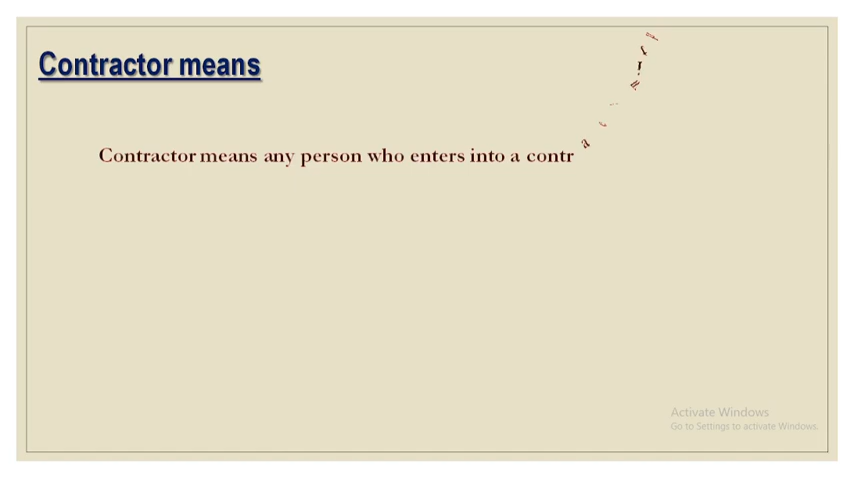 Contractor means
Contractor means any person who enters into a contr
Activate Windows
Go to Settings to activate Windows.